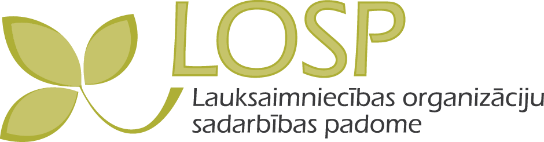 LOSP
Lauksaimniecības organizāciju
sadarbības padome